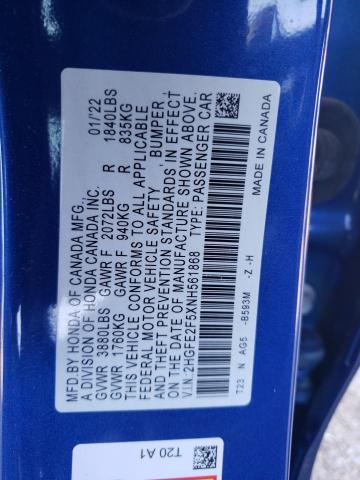 MFD.BY HONDA OF CANADA MFG. 01/'22
A DIVISION OF HONDA CANADA INC.
GVWR 3880LBS GAWR F 2072LBS R 1840LBS
GVWR 1760KG GAWR F 940KG R 835KG
THIS VEHICLE CONFORMS TO ALL APPLICABLE
FEDERAL MOTOR VEHICLE SAFETY BUMPER,
AND THEFT PREVENTION STANDARDS IN EFFECT
ON THE DATE OF MANUFACTURE SHOWN ABOVE.
V.I.N.:2HGFE2F5XNH561868 TYPE:PASSENGER CAR
T23 N AG5 -B593M -Z -H MADE IN CANADA
T20 A1